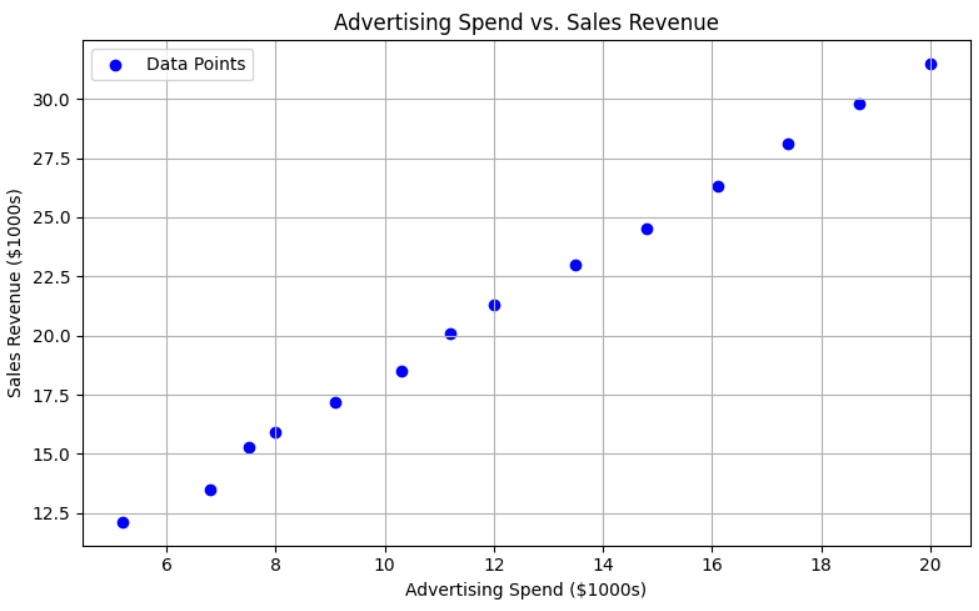 Advertising Spend vs. Sales Revenue
Data Points
Sales Revenue ($1000s)
30.0
27.5
25.0
22.5
20.0
17.5
15.0
12.5
6 8 10 12 14 16 18 20
Advertising Spend ($1000s)